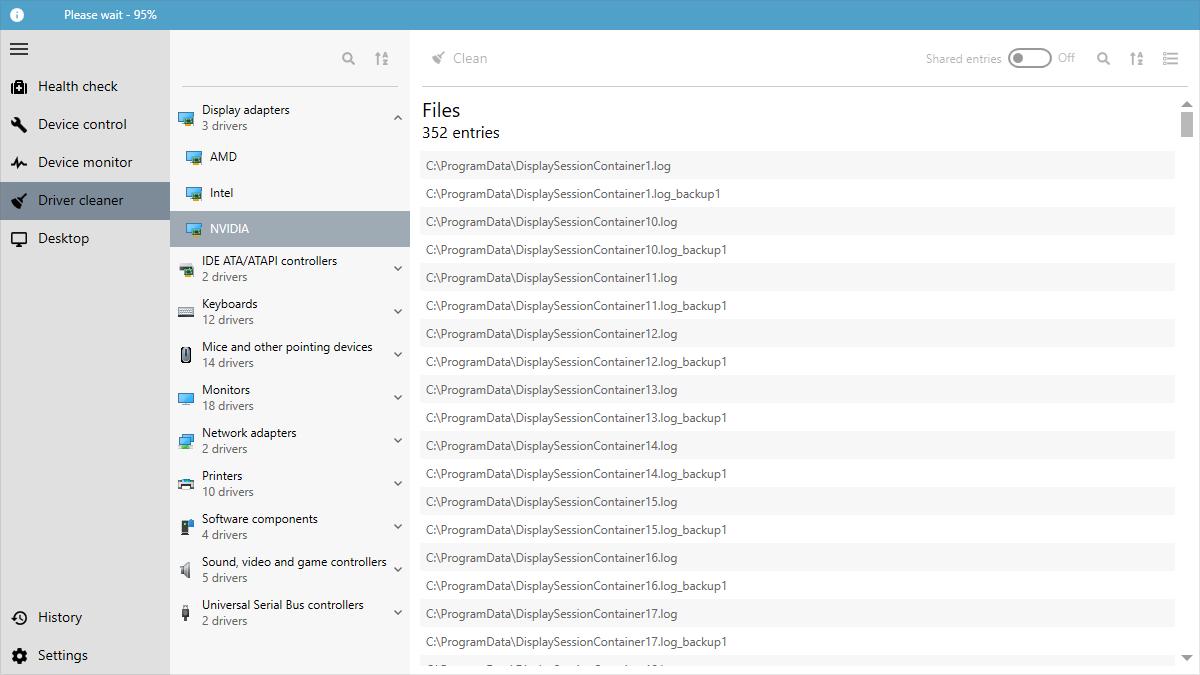 Please wait - 95%
Health check
Device control
Device monitor
Driver cleaner
Desktop
History
Settings
Display adapters
3 drivers
AMD
Intel
NVIDIA
IDE ATA/ATAPI controllers
2 drivers
Keyboards
12 drivers
Mice and other pointing devices
14 drivers
Monitors
18 drivers
Network adapters
2 drivers
Printers
10 drivers
Software components
4 drivers
Sound, video and game controllers
5 drivers
Universal Serial Bus controllers
2 drivers
Clean
Shared entries Off
Files
352 entries
C:\ProgramData\DisplaySessionContainer1.log
C:\ProgramData\DisplaySessionContainer1.log_backup1
C:\ProgramData\DisplaySessionContainer10.log
C:\ProgramData\DisplaySessionContainer10.log_backup1
C:\ProgramData\DisplaySessionContainer11.log
C:\ProgramData\DisplaySessionContainer11.log_backup1
C:\ProgramData\DisplaySessionContainer12.log
C:\ProgramData\DisplaySessionContainer12.log_backup1
C:\ProgramData\DisplaySessionContainer13.log
C:\ProgramData\DisplaySessionContainer13.log_backup1
C:\ProgramData\DisplaySessionContainer14.log
C:\ProgramData\DisplaySessionContainer14.log_backup1
C:\ProgramData\DisplaySessionContainer15.log
C:\ProgramData\DisplaySessionContainer15.log_backup1
C:\ProgramData\DisplaySessionContainer16.log
C:\ProgramData\DisplaySessionContainer16.log_backup1
C:\ProgramData\DisplaySessionContainer17.log
C:\ProgramData\DisplaySessionContainer17.log_backup1